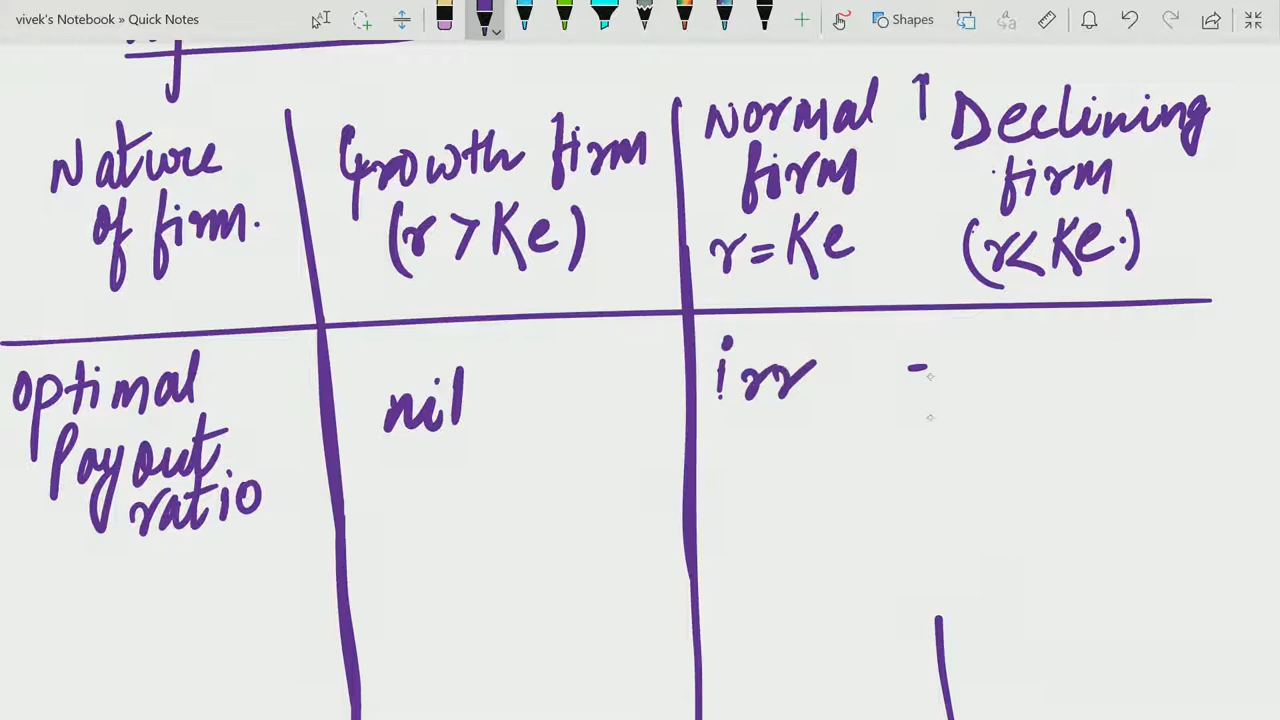 vivek's Notebook » Quick Notes
Shapes
Nature
of firm.
Growth firm
(r > Ke)
Normal
firm
r = Ke
Declining
firm
(r < Ke.)
optimal
Payout
ratio
nil
irr -